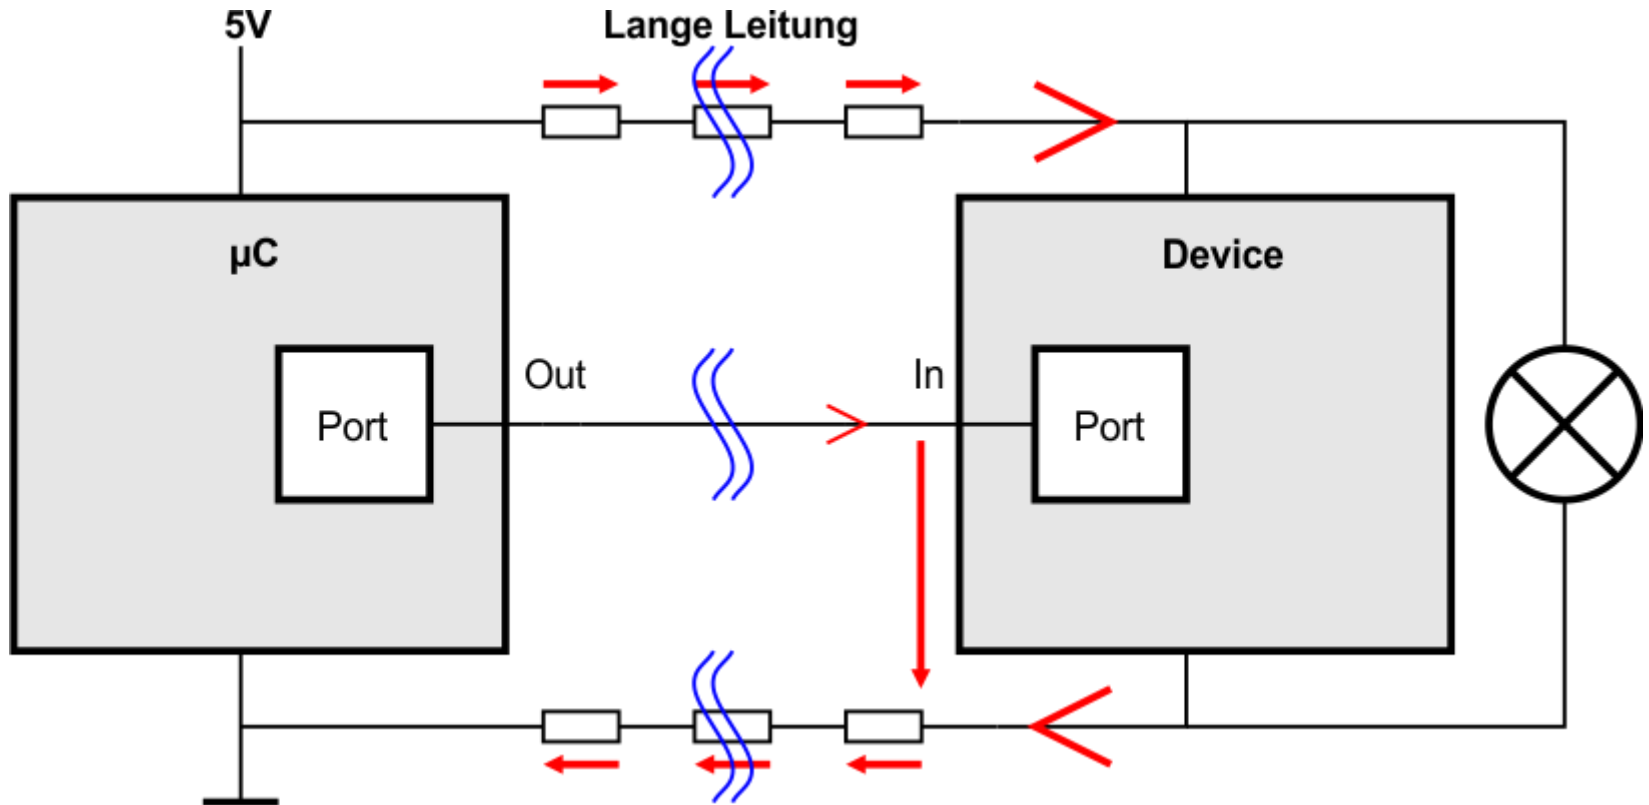 5V
Lange Leitung
µC
Device
Out
In
Port
Port